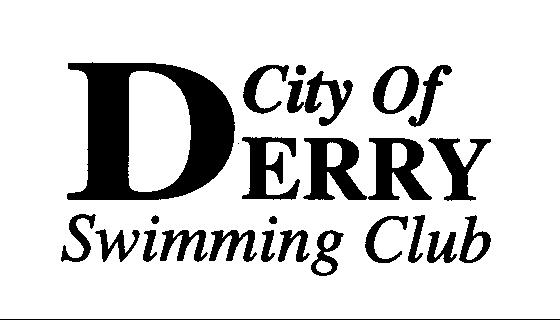 City Of
DERRY
Swimming Club